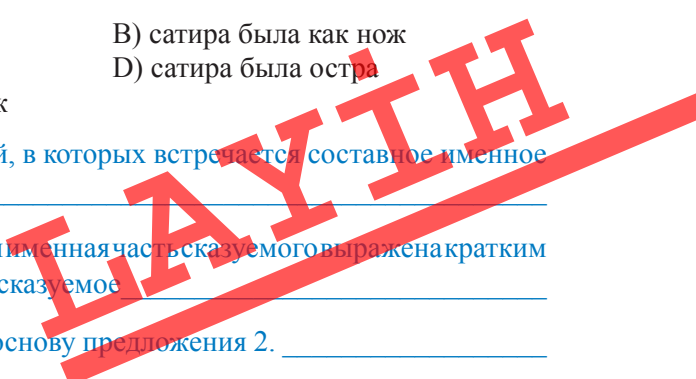 B) сатира была как нож
D) сатира была остра
к
й, в которых встречается составное именное
именная часть сказуемого выражена кратким
сказуемое
основу предложения 2.
LAYİH